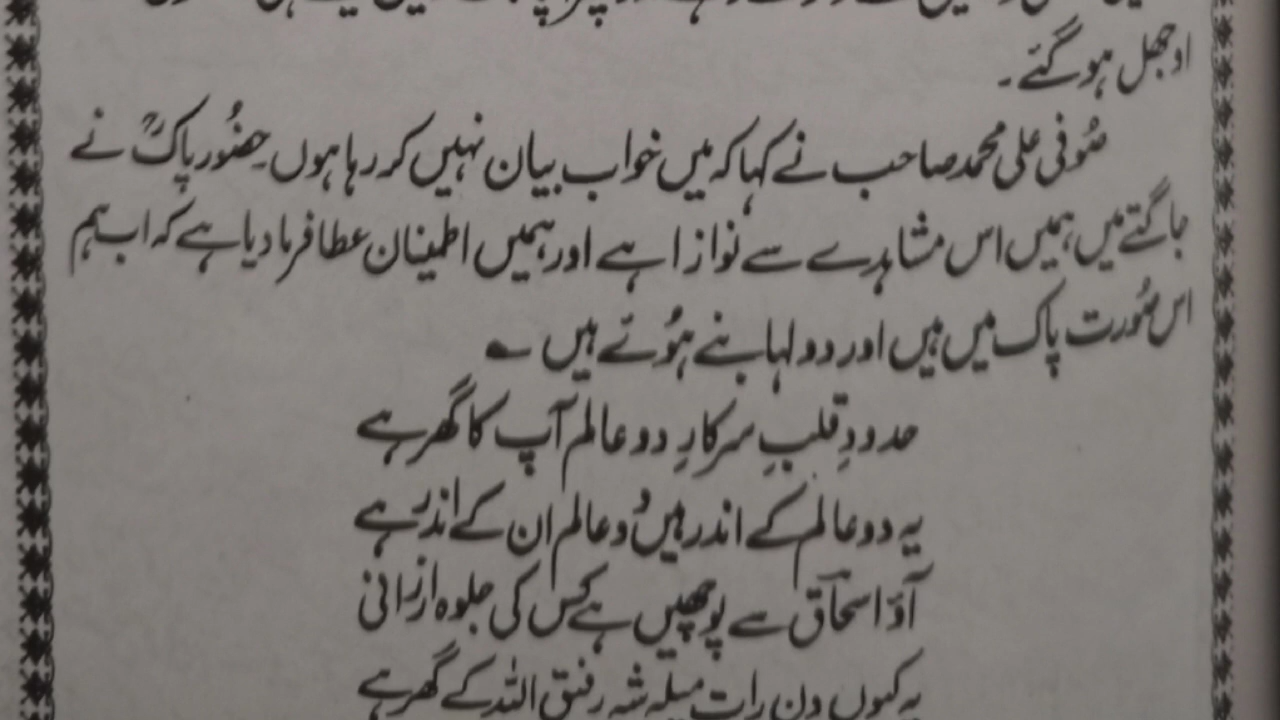 اوجھل ہو گئے ۔
صُوفی علی محمد صاحب نے کہا کہ میں خواب بیان نہیں کر رہا ہوں۔ حضُور پاکؒ نے
جاگتے میں ہمیں اس مشاہدے سے نوازا ہے اور ہمیں اطمینان عطا فرما دیا ہے کہ اب ہم
اس صُورت پاک میں ہیں اور دولہا بنے ہُوئے ہیں ؎
حدودِ قلبِ سرکارِ دو عالم آپ کا گھر ہے
یہ دو عالم کے اندر ہیں دو عالم ان کے اندر ہے
آؤ اسحاقؔ سے پوچھیں ہے کس کی جلوہ ارزانی
یہ کیوں دن رات میلہ شہ رفیق اللہ کے گھر ہے